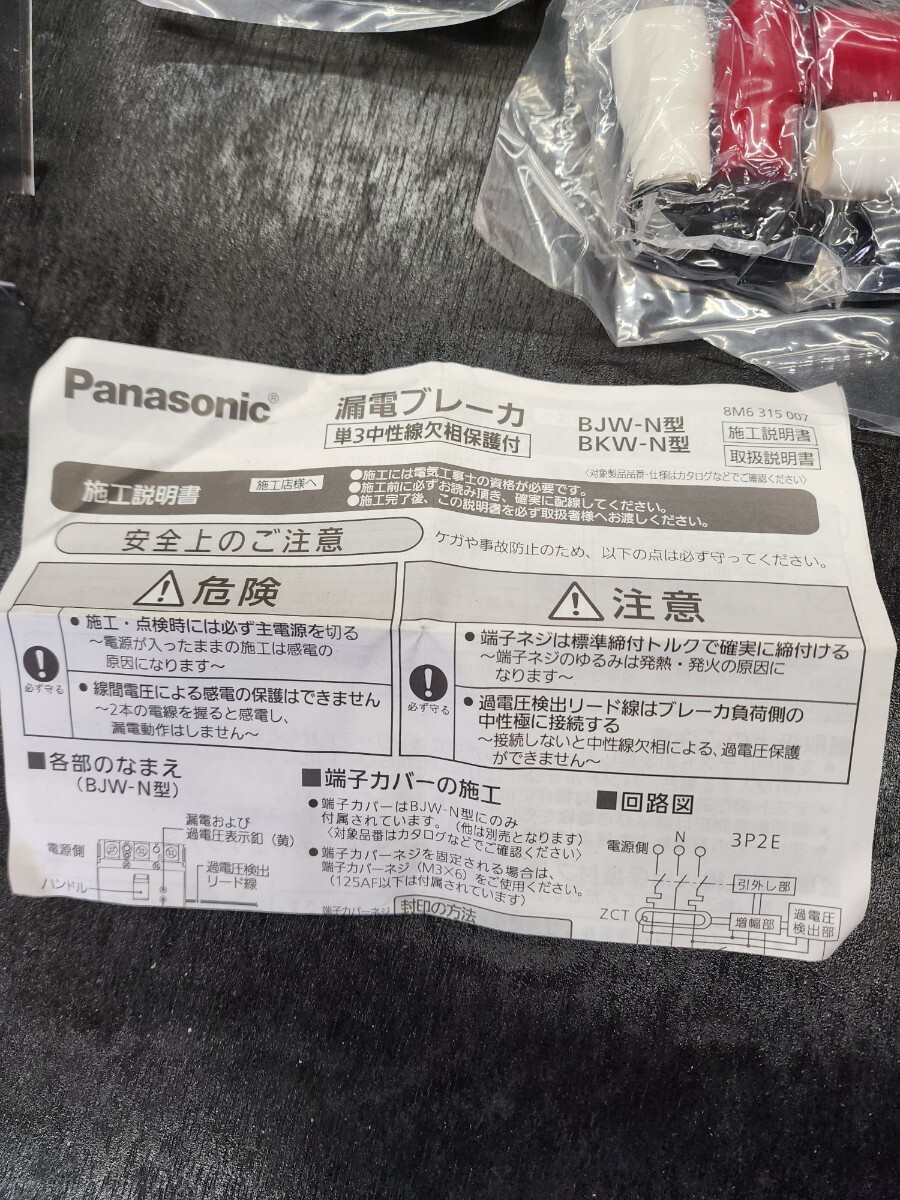 Panasonic®
漏電ブレーカ
単3中性線欠相保護付
BJW-N型
BKW-N型
8M6 315 007
施工説明書
取扱説明書
〈対象製品品番・仕様はカタログなどでご確認ください〉
施工説明書
施工店様へ
●施工には電気工事士の資格が必要です。
●施工前に必ずお読み頂き、確実に配線してください。
●施工完了後、この説明書を必ず取扱者様へお渡しください。
安全上のご注意
ケガや事故防止のため、以下の点は必ず守ってください。
危険
必ず守る
●施工・点検時には必ず主電源を切る
~電源が入ったままの施工は感電の
原因になります~
●線間電圧による感電の保護はできません
~2本の電線を握ると感電し、
漏電動作はしません~
注意
必ず守る
●端子ネジは標準締付トルクで確実に締付ける
~端子ネジのゆるみは発熱・発火の原因に
なります~
●過電圧検出リード線はブレーカ負荷側の
中性極に接続する
~接続しないと中性線欠相による、過電圧保護
ができません~
■各部のなまえ
(BJW-N型)
漏電および
過電圧表示釦(黄)
電源側
過電圧検出
リード線
ハンドル
■端子カバーの施工
●端子カバーはBJW-N型にのみ
付属されています。(他は別売となります)
〈対象品番はカタログなどでご確認ください〉
●端子カバーネジを固定される場合は、
端子カバーネジ(M3×6)をご使用ください。
(125AF以下は付属されています)
端子カバーネジ
封印の方法
■回路図
電源側
N
3P2E
引外し部
ZCT
増幅部
過電圧
検出部